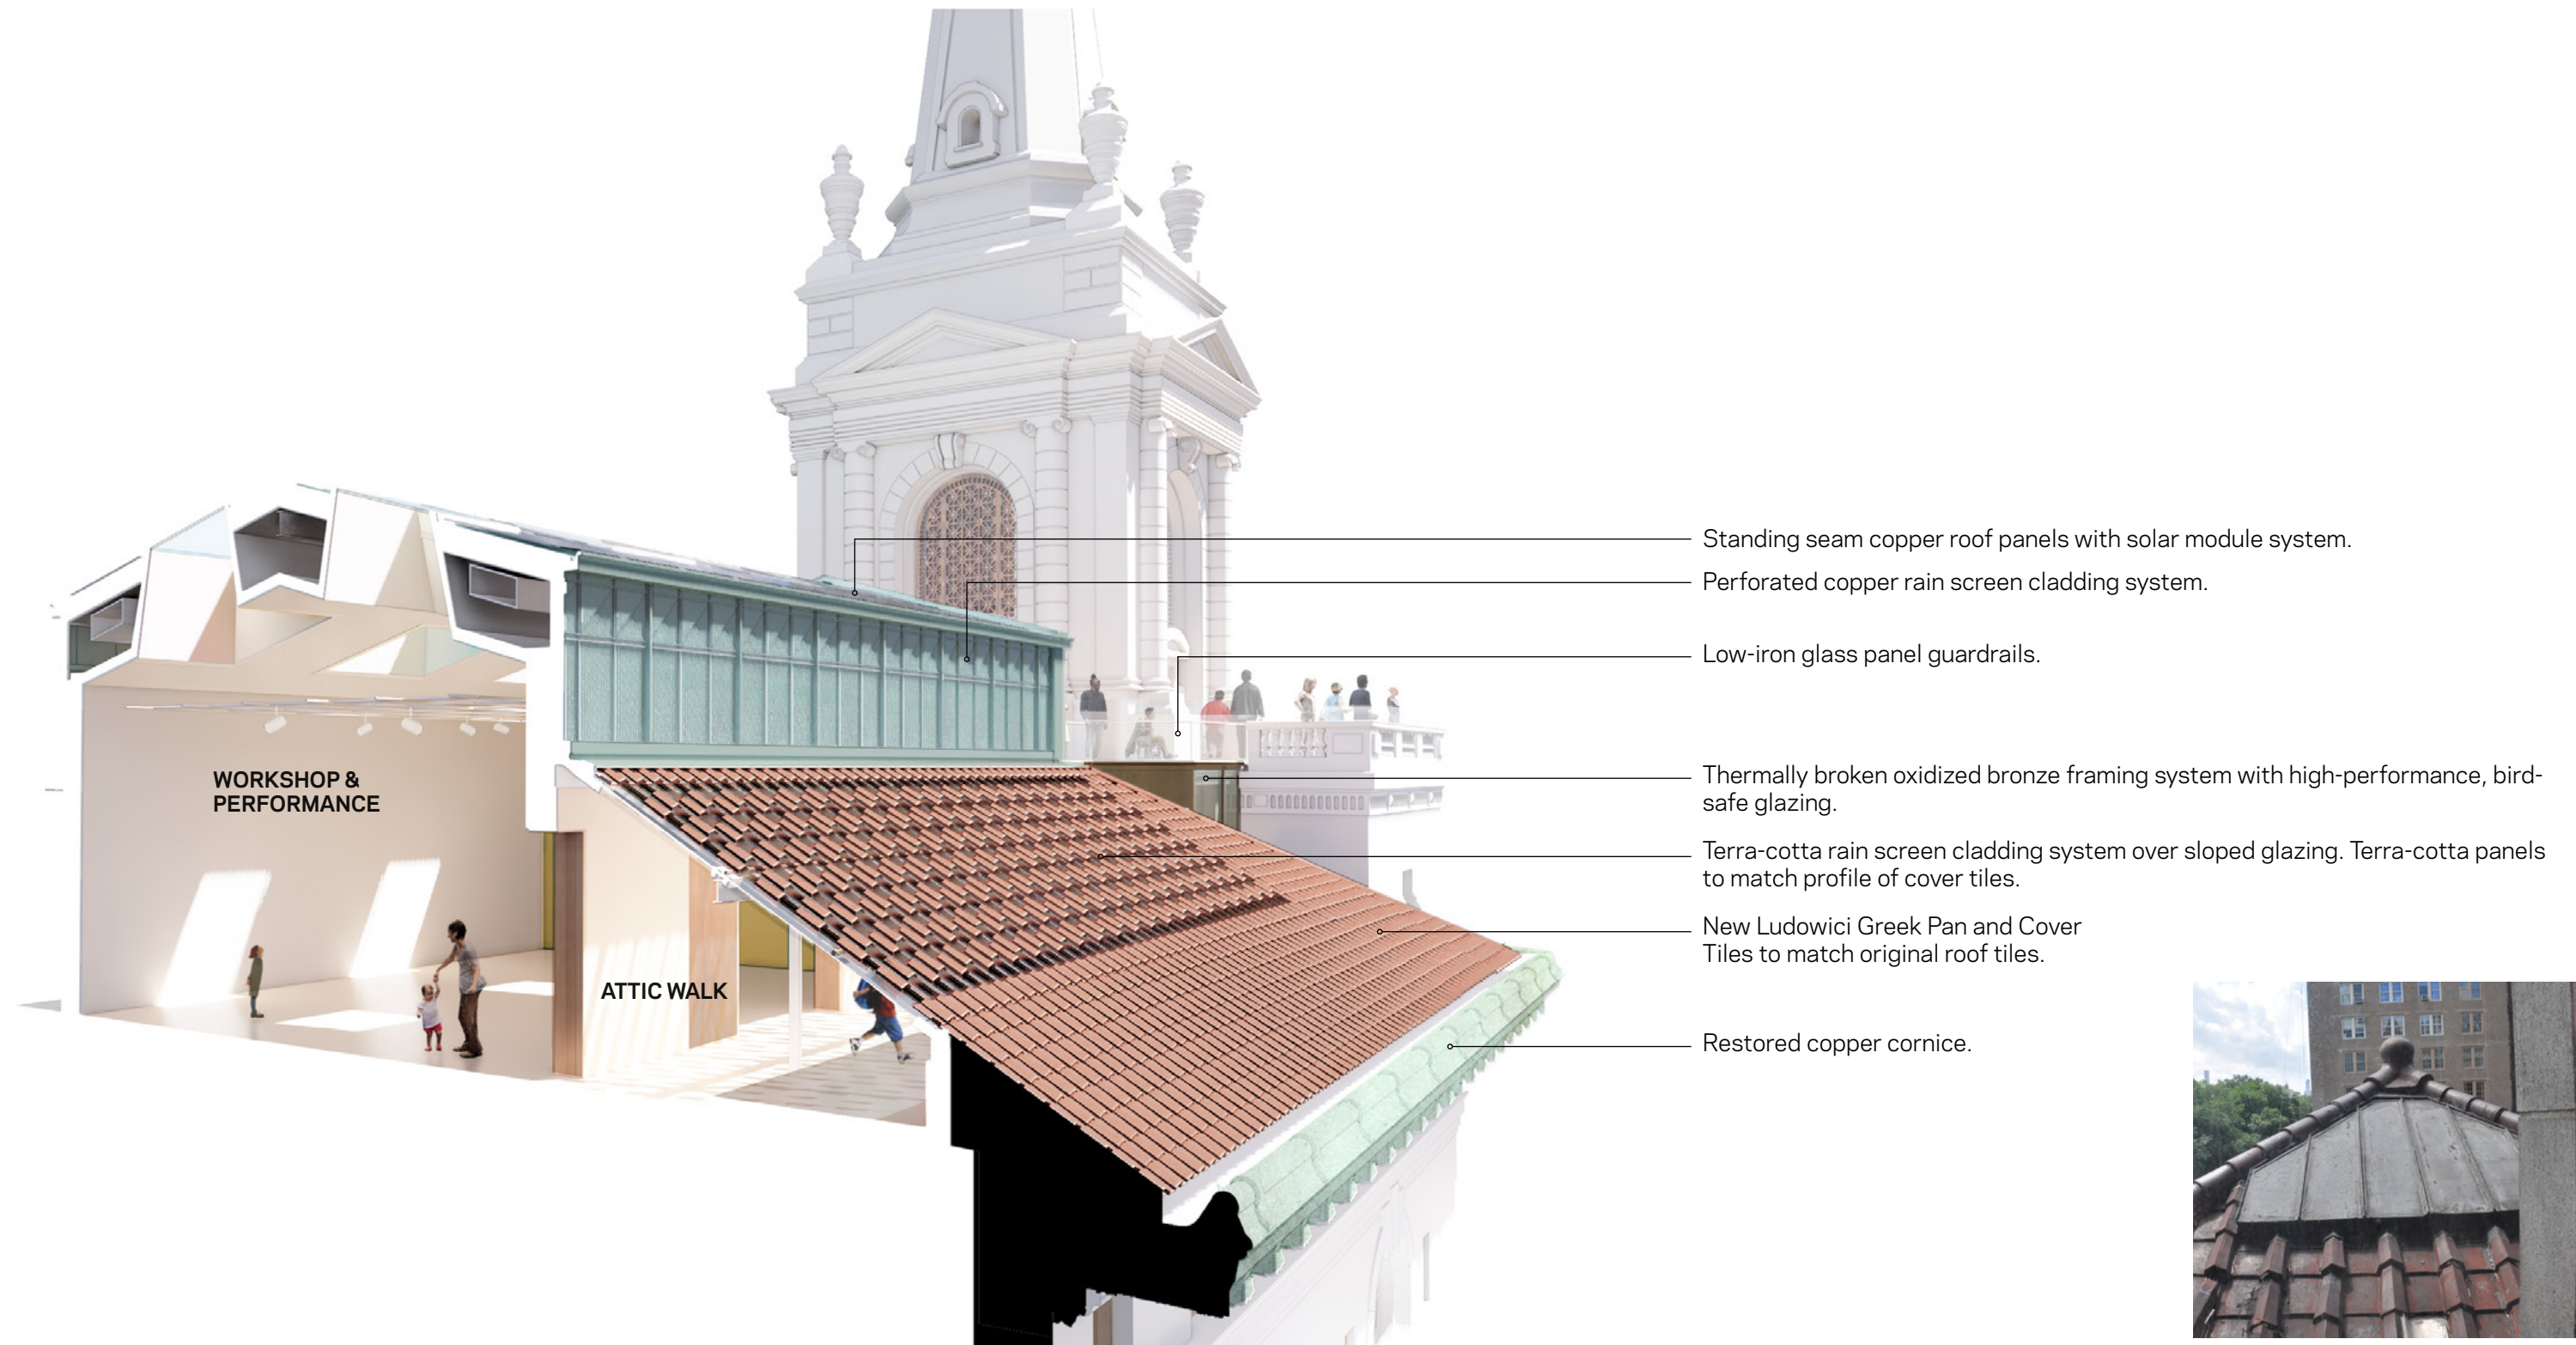 Standing seam copper roof panels with solar module system.
Perforated copper rain screen cladding system.
Low-iron glass panel guardrails.
WORKSHOP &
PERFORMANCE
Thermally broken oxidized bronze framing system with high-performance, bird-
safe glazing.
Terra-cotta rain screen cladding system over sloped glazing. Terra-cotta panels
to match profile of cover tiles.
New Ludowici Greek Pan and Cover
Tiles to match original roof tiles.
ATTIC WALK
Restored copper cornice.